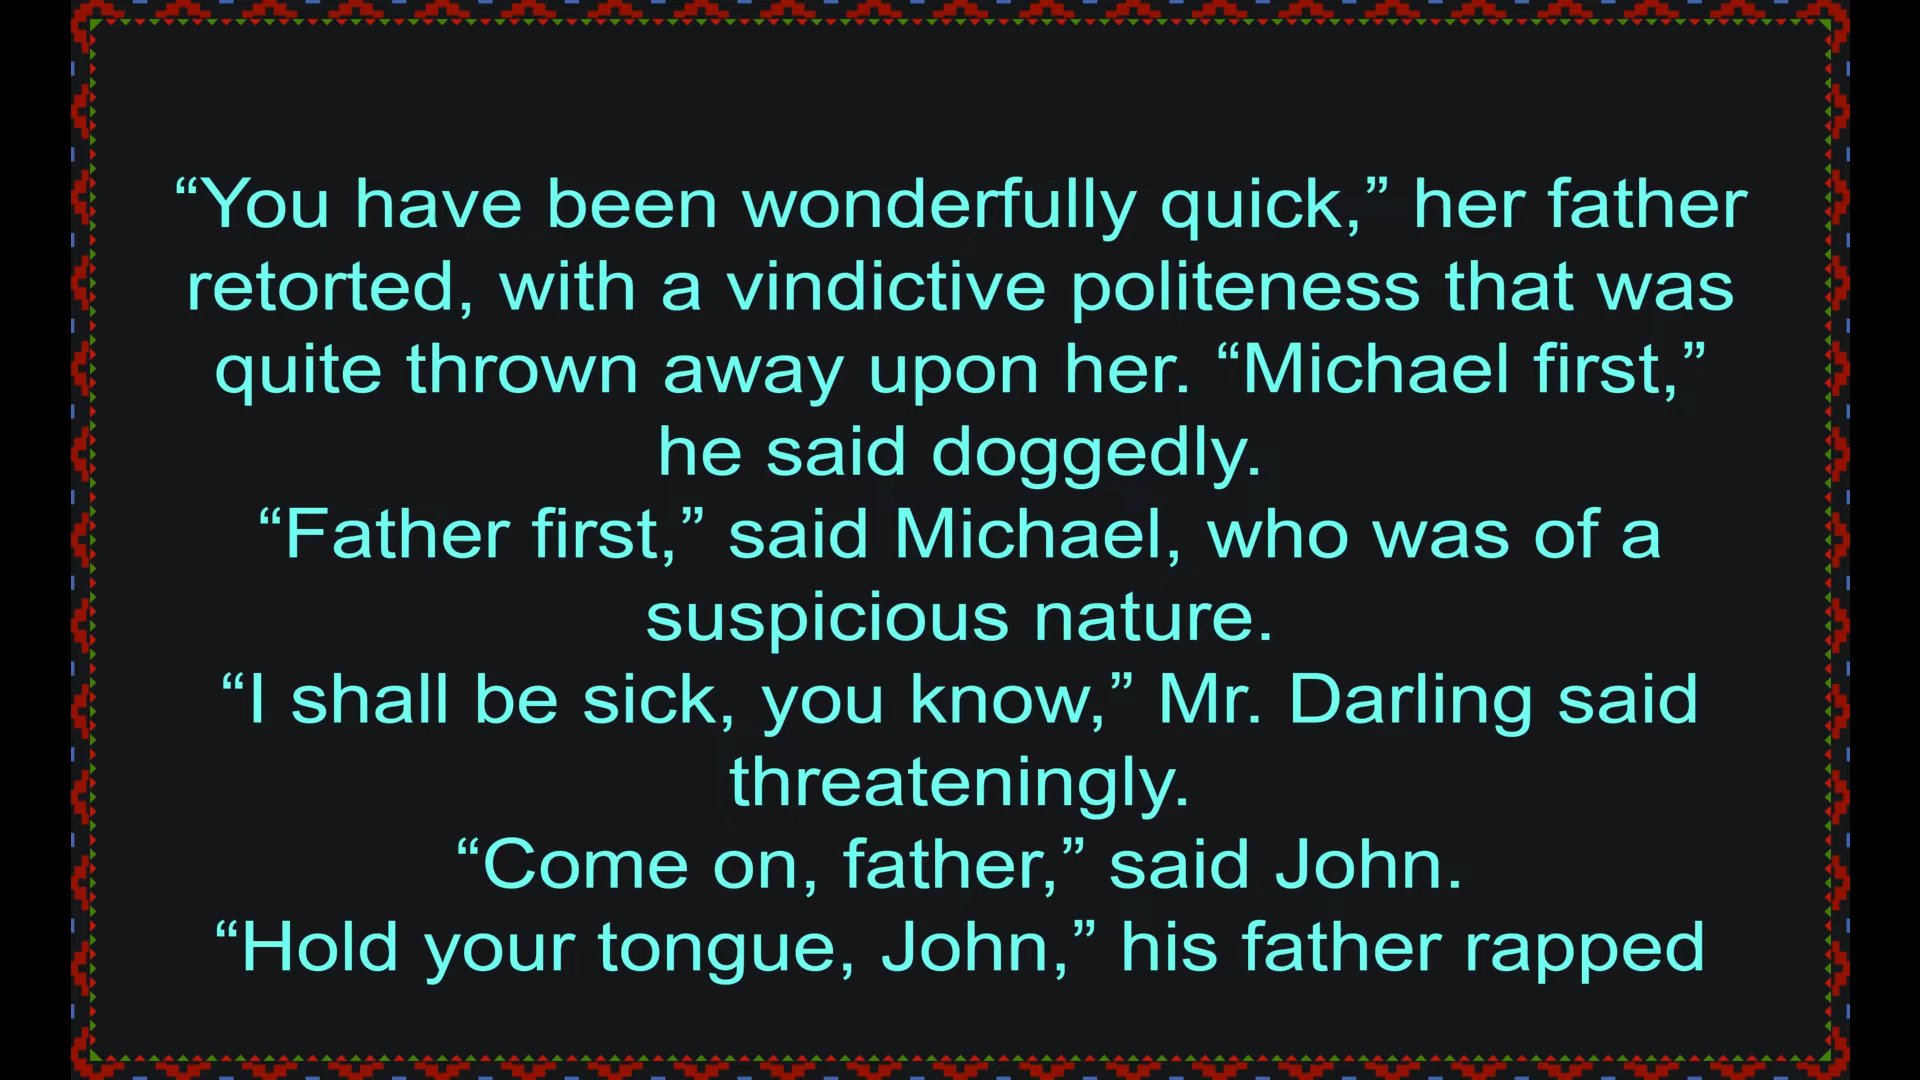 “You have been wonderfully quick,” her father
retorted, with a vindictive politeness that was
quite thrown away upon her. “Michael first,”
he said doggedly.
“Father first,” said Michael, who was of a
suspicious nature.
“I shall be sick, you know,” Mr. Darling said
threateningly.
“Come on, father,” said John.
“Hold your tongue, John,” his father rapped